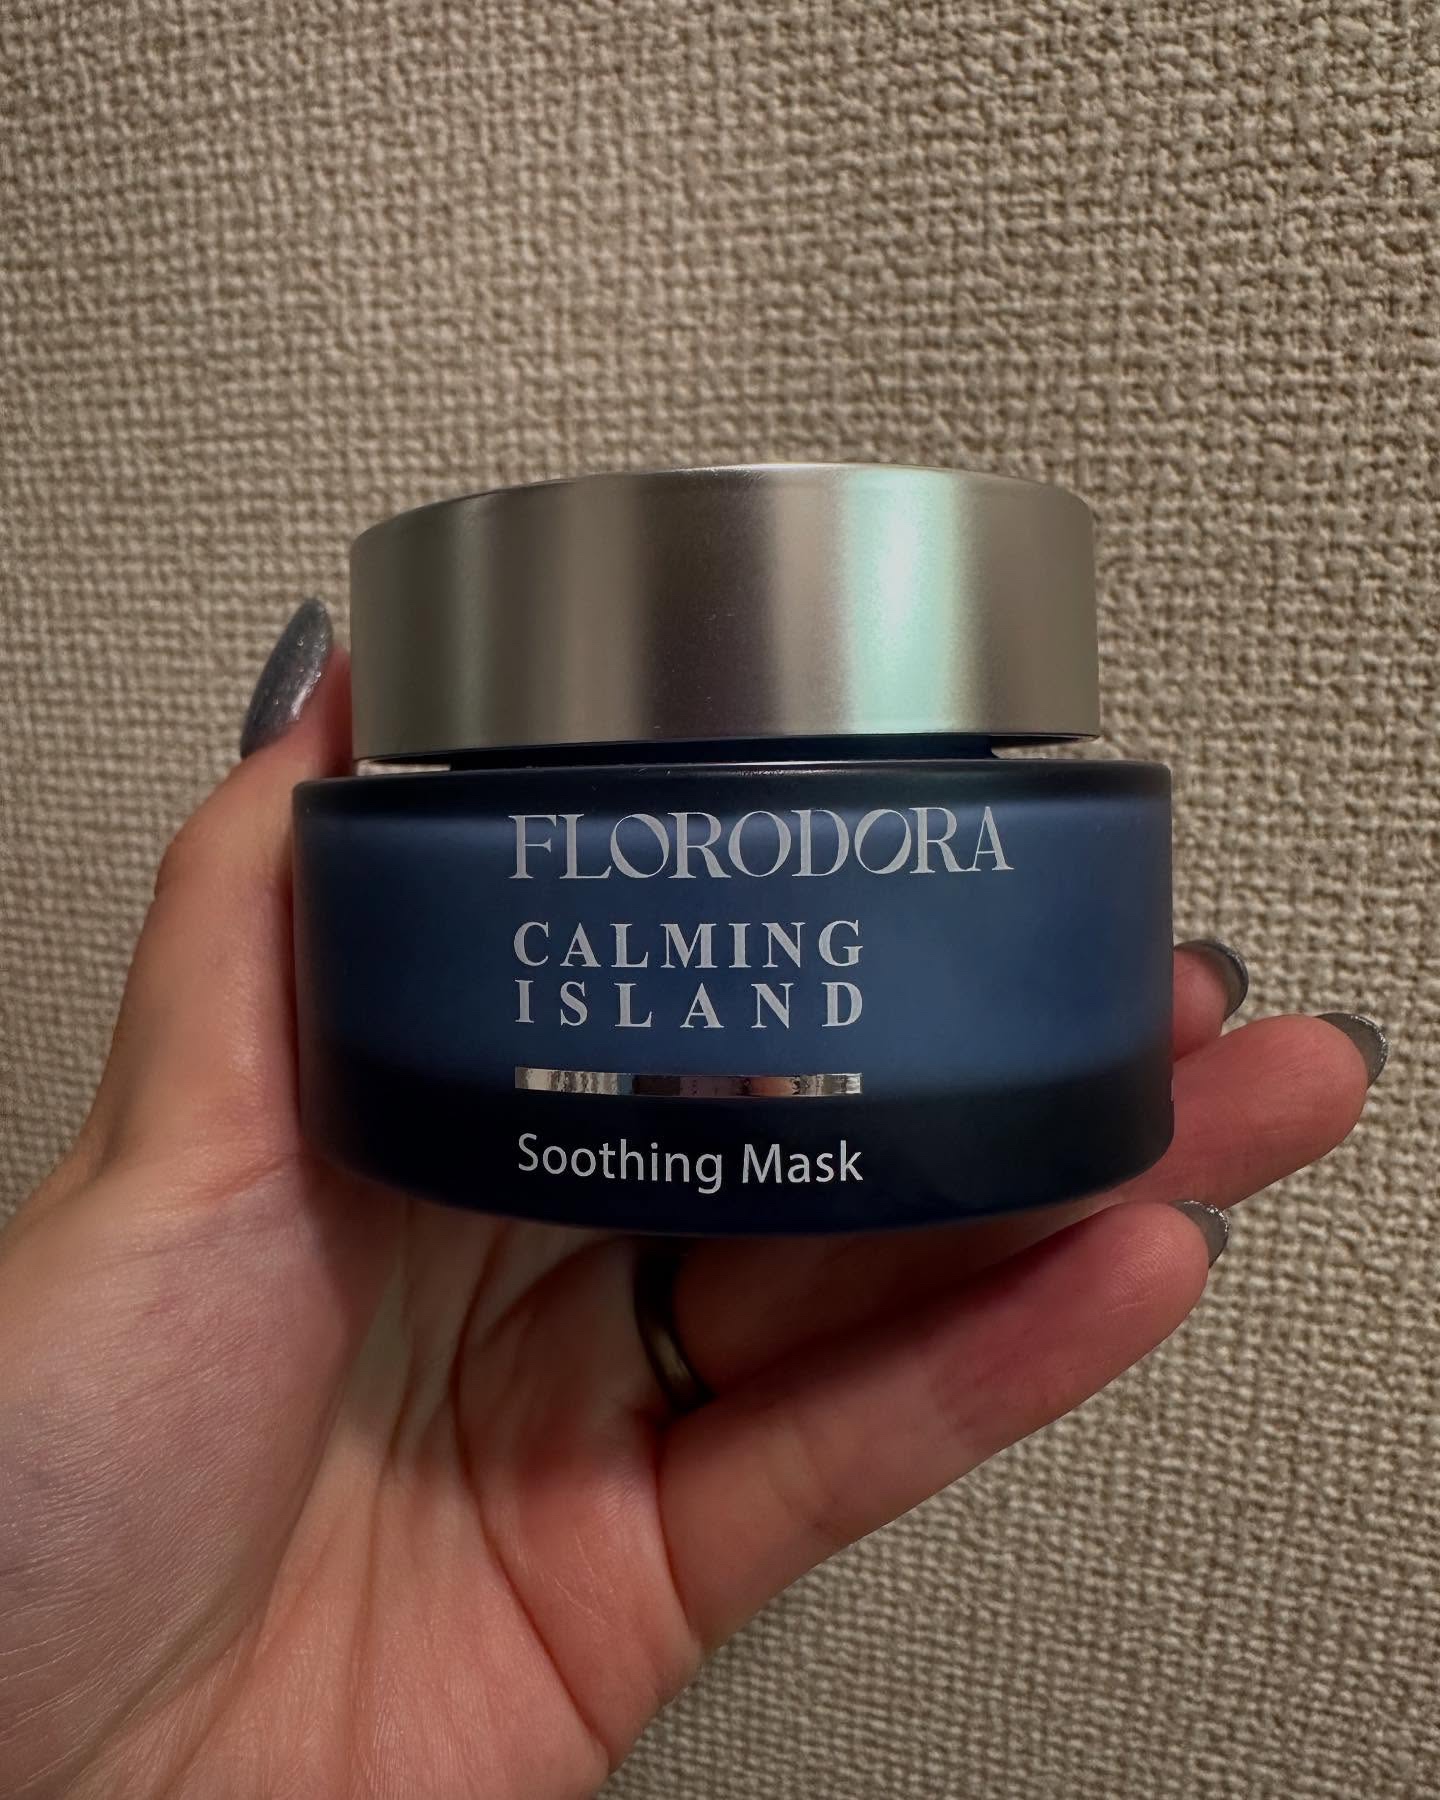 FLORODORA
CALMING
ISLAND
Soothing Mask